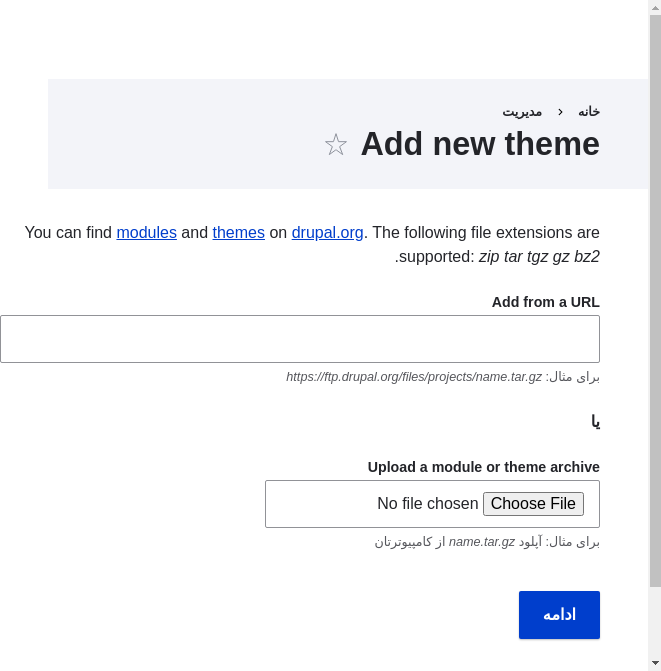 خانه › مدیریت
Add new theme ☆
You can find modules and themes on drupal.org. The following file extensions are
supported: zip tar tgz gz bz2.
Add from a URL
برای مثال: https://ftp.drupal.org/files/projects/name.tar.gz
یا
Upload a module or theme archive
Choose File No file chosen
برای مثال: آپلود name.tar.gz از کامپیوترتان
ادامه